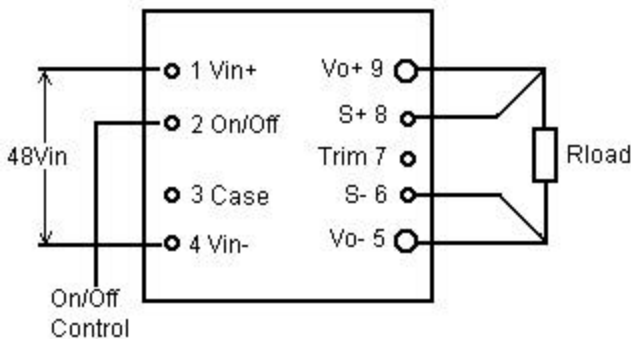 1 Vin+
Vo+ 9
S+ 8
2 On/Off
Trim 7
48Vin
Rload
3 Case
S- 6
4 Vin-
Vo- 5
On/Off
Control